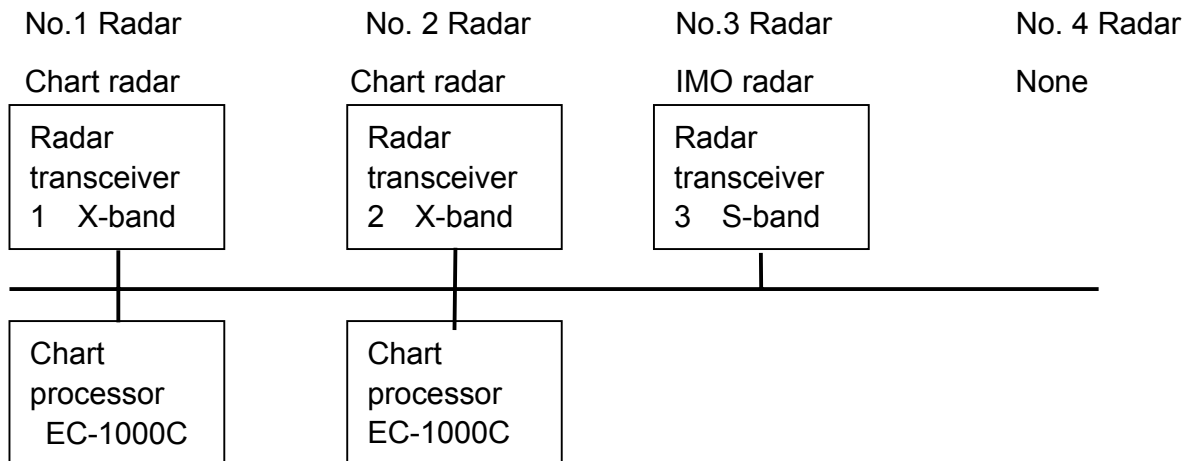 No.1 Radar
No. 2 Radar
No.3 Radar
No. 4 Radar
Chart radar
Chart radar
IMO radar
None
Radar
transceiver
1 X-band
Radar
transceiver
2 X-band
Radar
transceiver
3 S-band
Chart
processor
EC-1000C
Chart
processor
EC-1000C